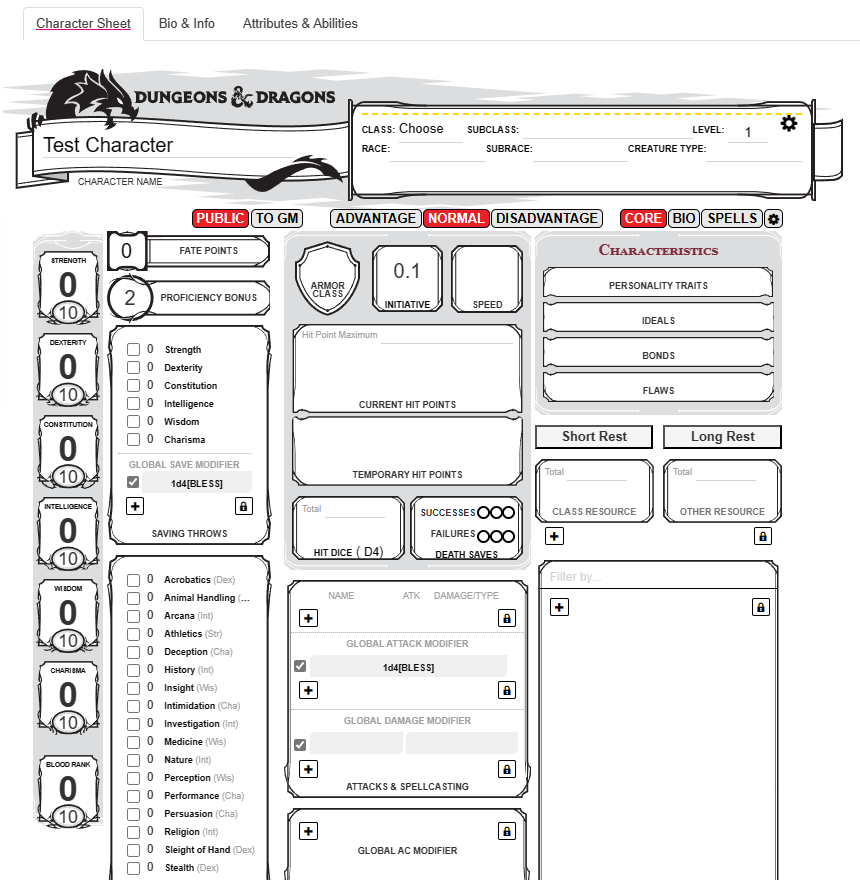 Character Sheet Bio & Info Attributes & Abilities
DUNGEONS & DRAGONS
Test Character
CHARACTER NAME
CLASS: Choose SUBCLASS: LEVEL: 1
RACE: SUBRACE: CREATURE TYPE:
PUBLIC TO GM ADVANTAGE NORMAL DISADVANTAGE CORE BIO SPELLS
STRENGTH
0
10
DEXTERITY
0
10
CONSTITUTION
0
10
INTELLIGENCE
0
10
WISDOM
0
10
CHARISMA
0
10
BLOOD RANK
0
10
0 FATE POINTS
2 PROFICIENCY BONUS
0 Strength
0 Dexterity
0 Constitution
0 Intelligence
0 Wisdom
0 Charisma
GLOBAL SAVE MODIFIER
1d4[BLESS]
SAVING THROWS
0 Acrobatics (Dex)
0 Animal Handling (...
0 Arcana (Int)
0 Athletics (Str)
0 Deception (Cha)
0 History (Int)
0 Insight (Wis)
0 Intimidation (Cha)
0 Investigation (Int)
0 Medicine (Wis)
0 Nature (Int)
0 Perception (Wis)
0 Performance (Cha)
0 Persuasion (Cha)
0 Religion (Int)
0 Sleight of Hand (Dex)
0 Stealth (Dex)
ARMOR
CLASS
0.1
INITIATIVE
SPEED
Hit Point Maximum
CURRENT HIT POINTS
TEMPORARY HIT POINTS
Total
HIT DICE ( D4)
SUCCESSES
FAILURES
DEATH SAVES
NAME ATK DAMAGE/TYPE
GLOBAL ATTACK MODIFIER
1d4[BLESS]
GLOBAL DAMAGE MODIFIER
ATTACKS & SPELLCASTING
GLOBAL AC MODIFIER
CHARACTERISTICS
PERSONALITY TRAITS
IDEALS
BONDS
FLAWS
Short Rest Long Rest
Total
CLASS RESOURCE
Total
OTHER RESOURCE
Filter by...